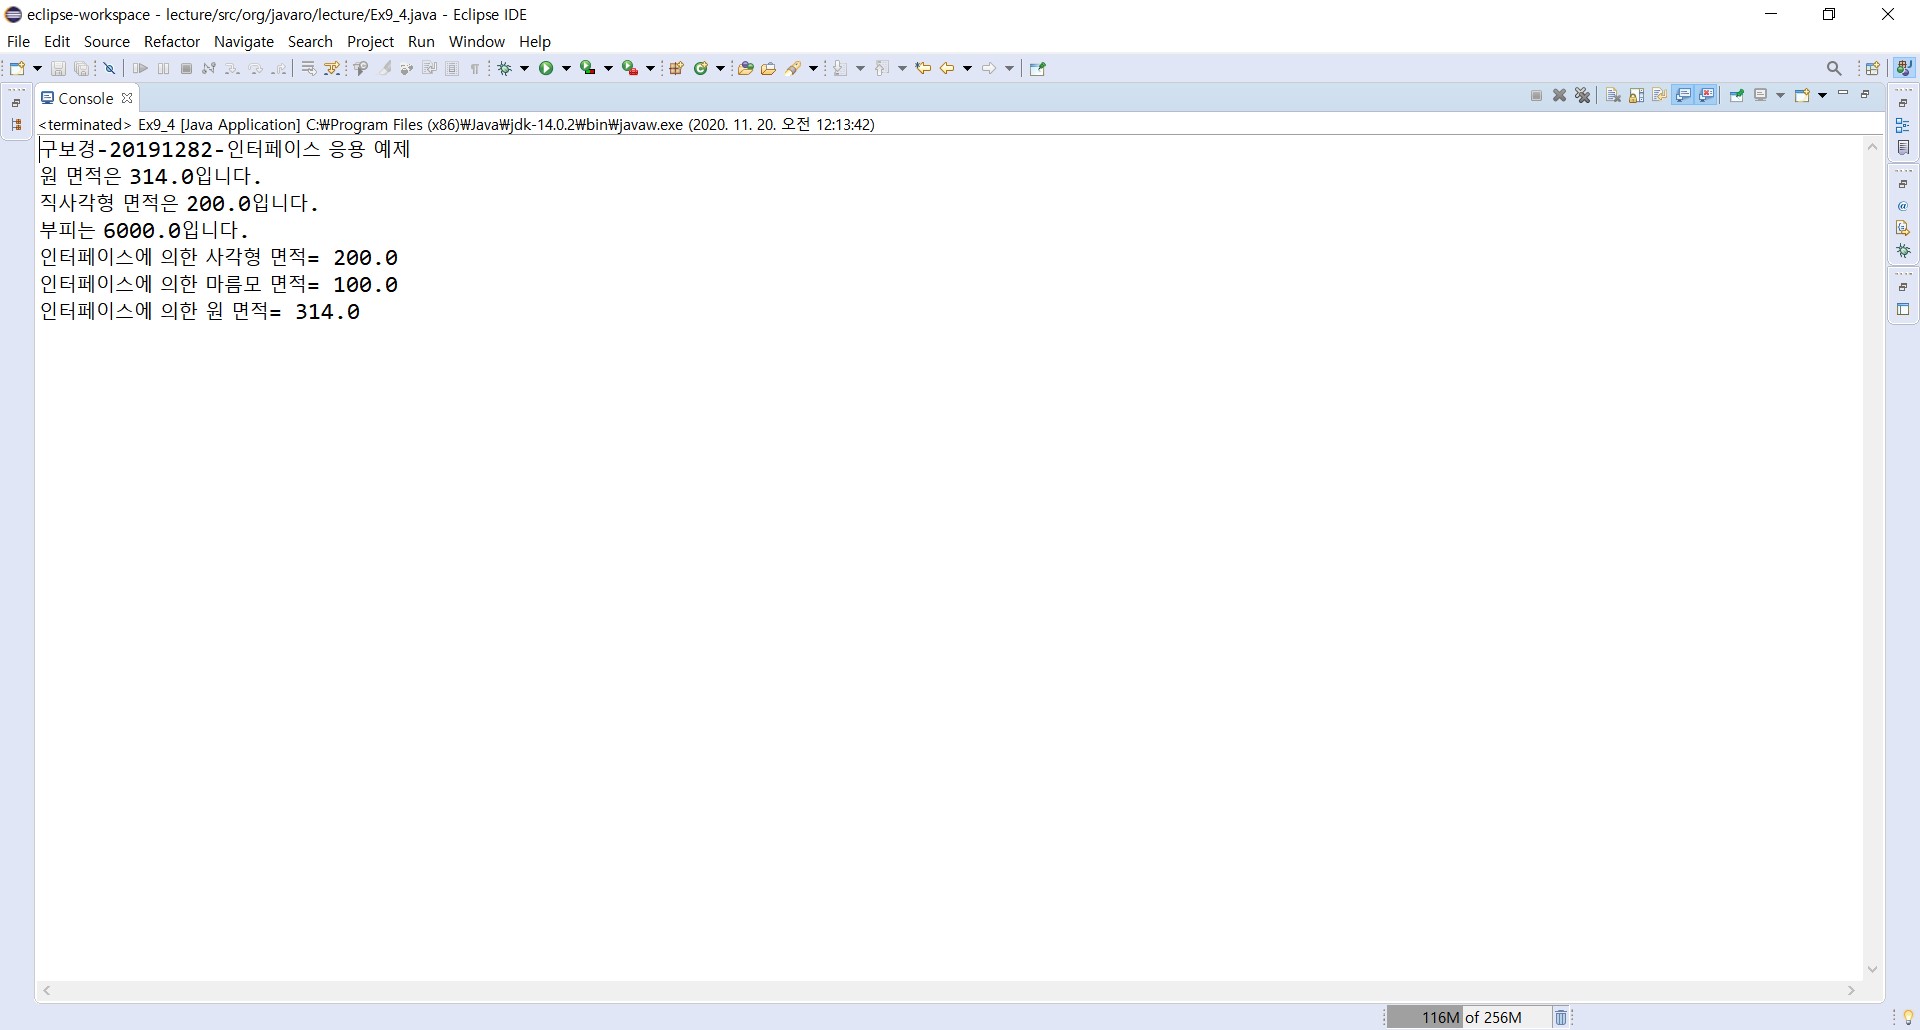 eclipse-workspace - lecture/src/org/javaro/lecture/Ex9_4.java - Eclipse IDE
File Edit Source Refactor Navigate Search Project Run Window Help
Console
<terminated> Ex9_4 [Java Application] C:₩Program Files (x86)₩Java₩jdk-14.0.2₩bin₩javaw.exe (2020. 11. 20. 오전 12:13:42)
구보경-20191282-인터페이스 응용 예제
원 면적은 314.0입니다.
직사각형 면적은 200.0입니다.
부피는 6000.0입니다.
인터페이스에 의한 사각형 면적= 200.0
인터페이스에 의한 마름모 면적= 100.0
인터페이스에 의한 원 면적= 314.0
116M of 256M